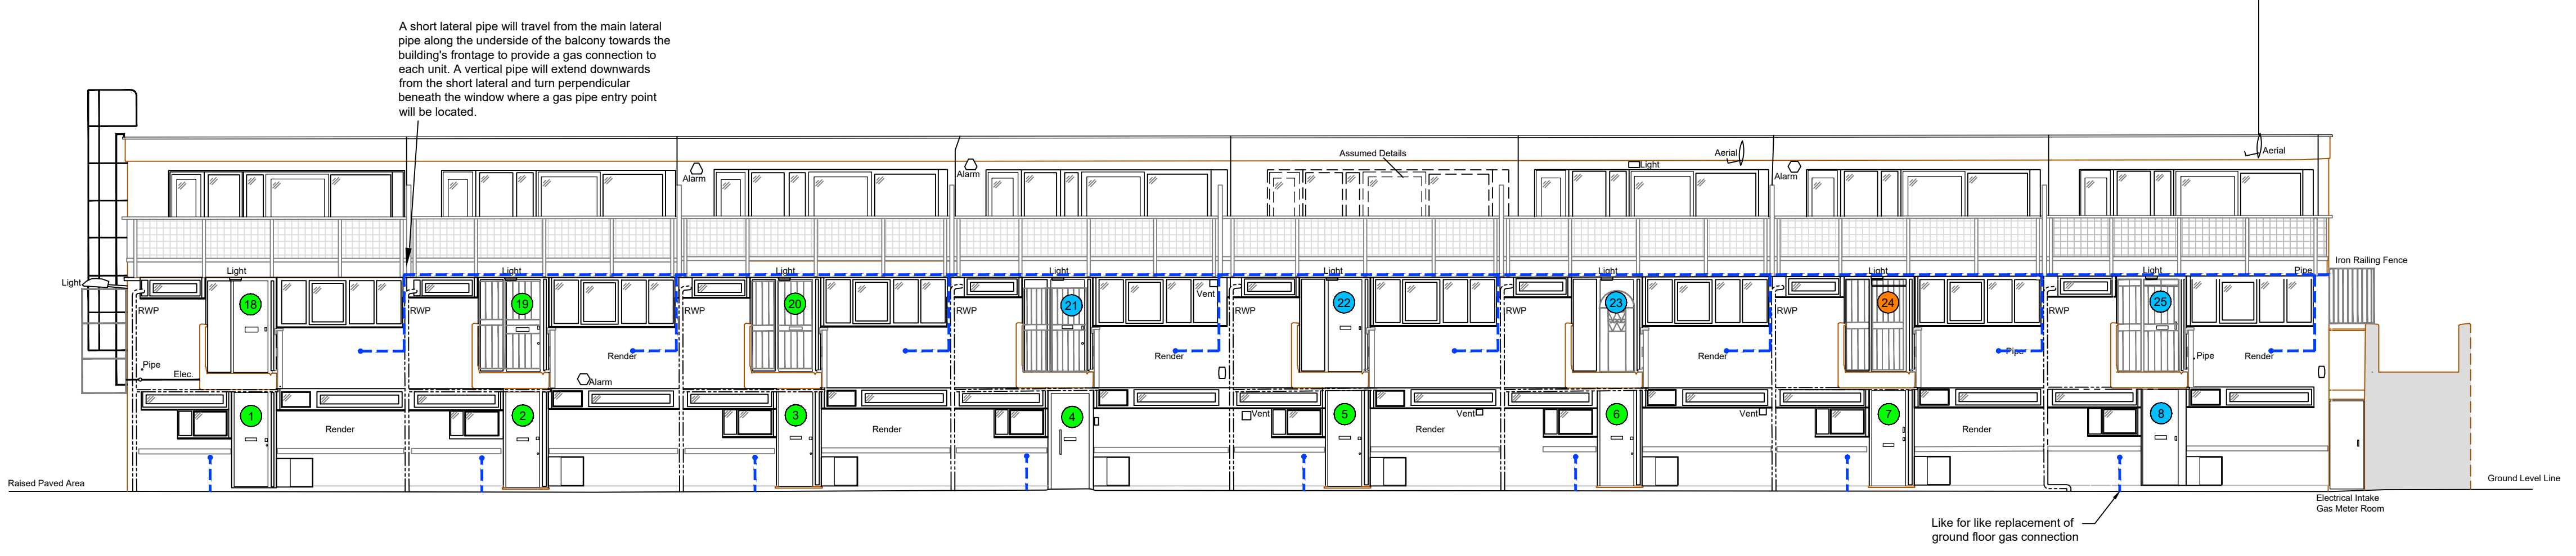 A short lateral pipe will travel from the main lateral
pipe along the underside of the balcony towards the
building's frontage to provide a gas connection to
each unit. A vertical pipe will extend downwards
from the short lateral and turn perpendicular
beneath the window where a gas pipe entry point
will be located.
Assumed Details
Light
Aerial
Aerial
Alarm
Alarm
Alarm
Iron Railing Fence
Light
Light
Light
Light
Light
Light
Light
Light
Light
Pipe
Vent
18
19
20
21
22
23
24
25
RWP
RWP
RWP
RWP
RWP
RWP
RWP
RWP
Render
Render
Render
Pipe
Pipe
Render
Pipe
Elec.
Alarm
1
2
3
4
5
6
7
8
Vent
Vent
Vent
Render
Render
Render
Render
Raised Paved Area
Ground Level Line
Electrical Intake
Gas Meter Room
Like for like replacement of
ground floor gas connection